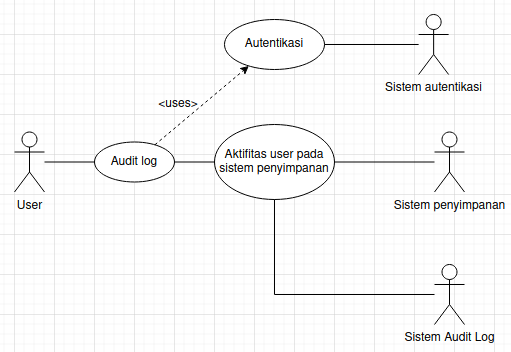 Autentikasi
Sistem autentikasi
<uses>
Audit log
Aktifitas user pada
sistem penyimpanan
User
Sistem penyimpanan
Sistem Audit Log